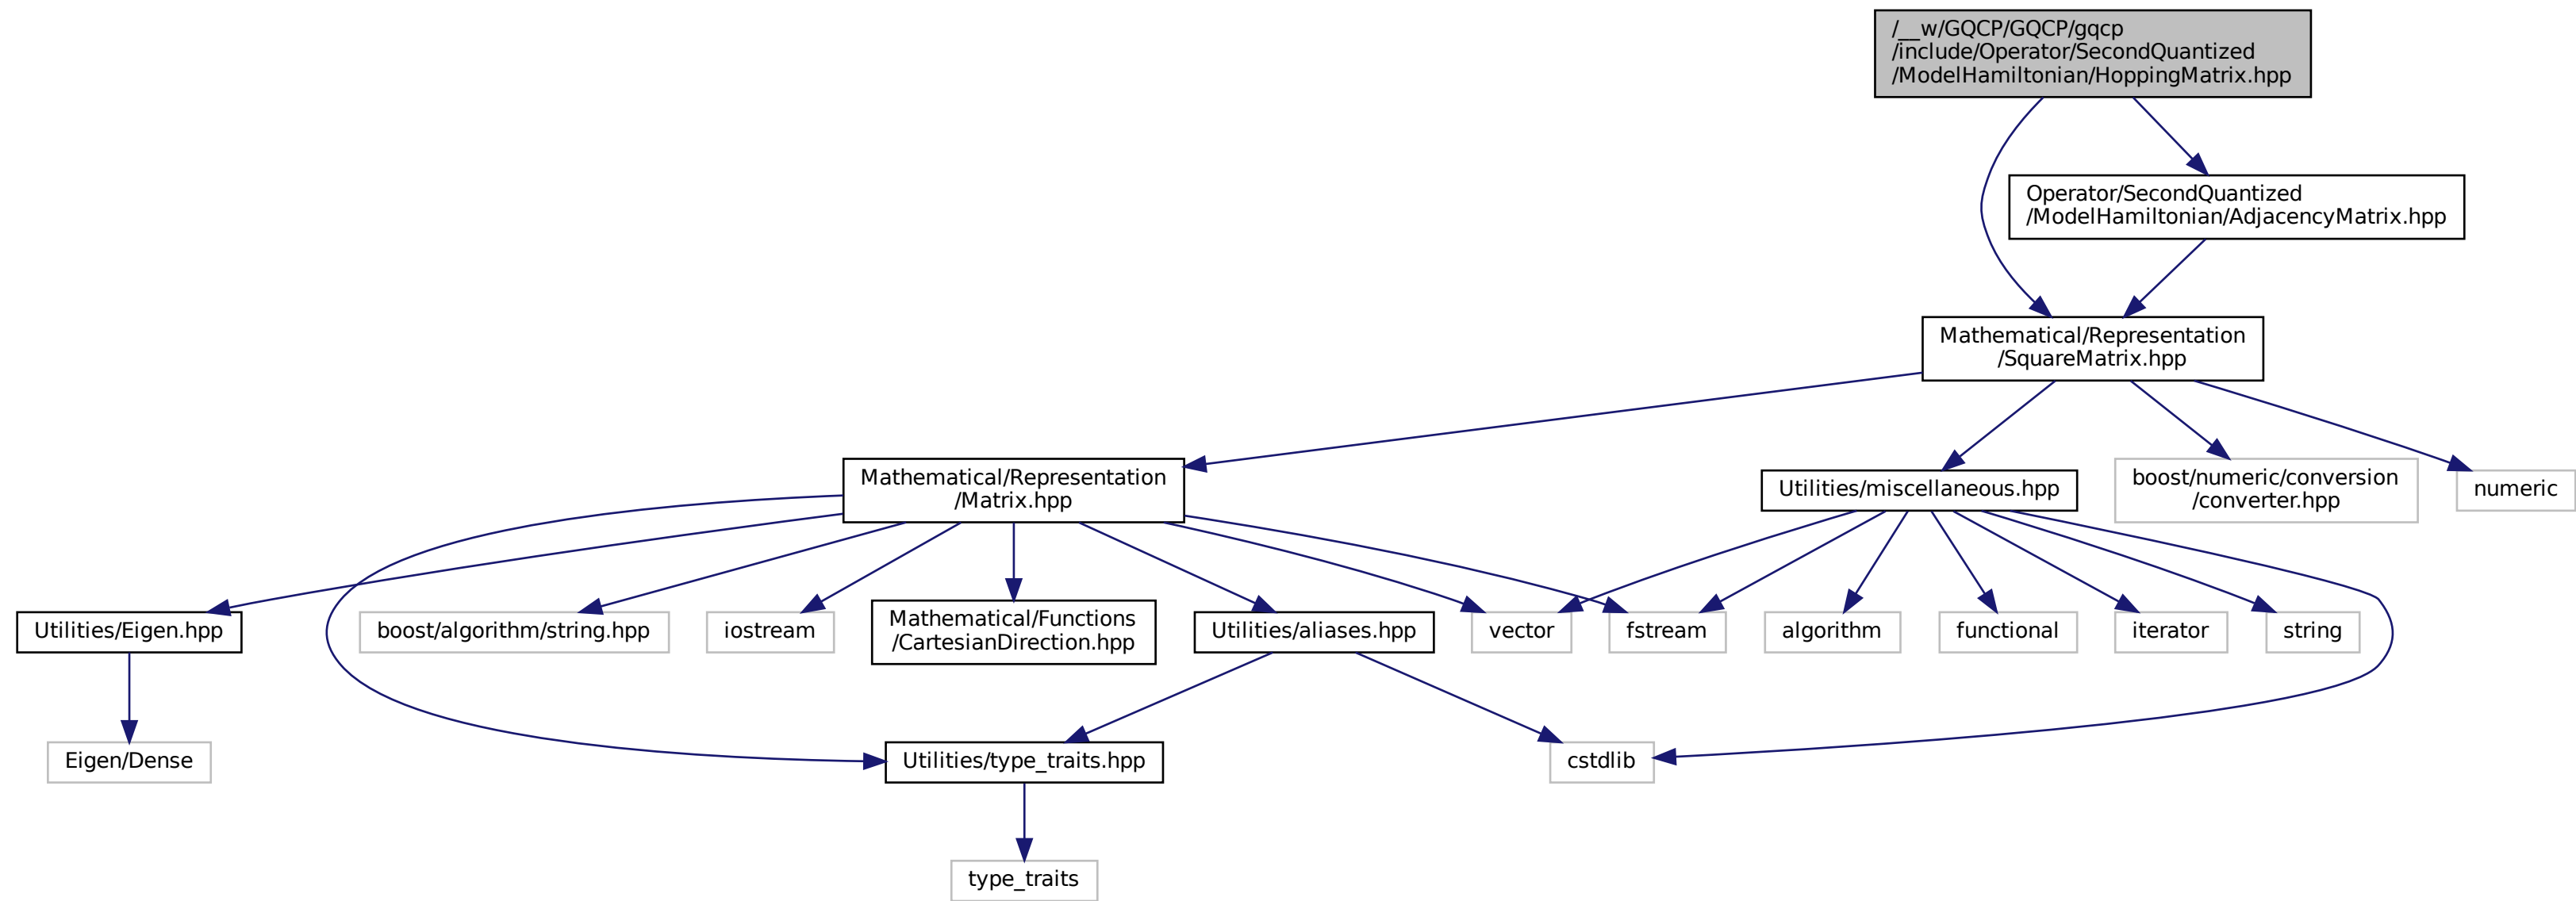 /__w/GQCP/GQCP/gqcp
/include/Operator/SecondQuantized
/ModelHamiltonian/HoppingMatrix.hpp
Operator/SecondQuantized
/ModelHamiltonian/AdjacencyMatrix.hpp
Mathematical/Representation
/SquareMatrix.hpp
Mathematical/Representation
/Matrix.hpp
Utilities/miscellaneous.hpp
boost/numeric/conversion
/converter.hpp
numeric
Utilities/Eigen.hpp
boost/algorithm/string.hpp
iostream
Mathematical/Functions
/CartesianDirection.hpp
Utilities/aliases.hpp
vector
fstream
algorithm
functional
iterator
string
Eigen/Dense
Utilities/type_traits.hpp
cstdlib
type_traits